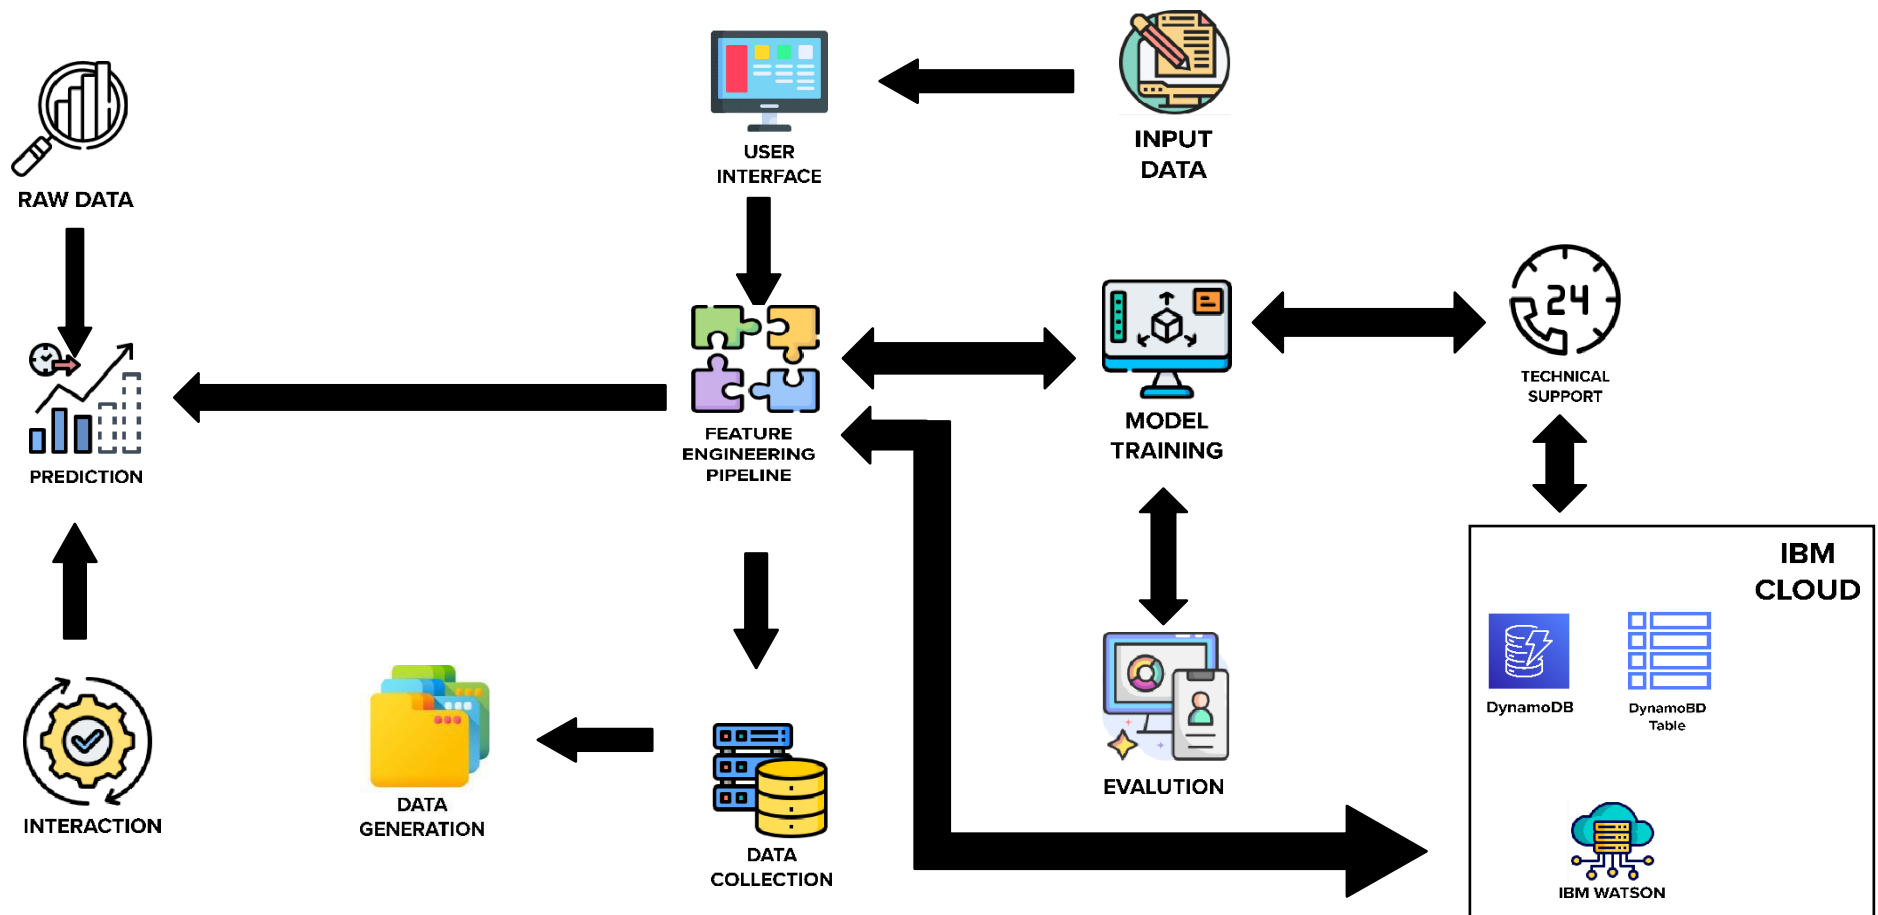 INPUT
DATA
USER
INTERFACE
RAW DATA
24
TECHNICAL
SUPPORT
MODEL
TRAINING
FEATURE
ENGINEERING
PIPELINE
PREDICTION
IBM
CLOUD
DynamoDB
DynamoBD
Table
EVALUTION
DATA
GENERATION
INTERACTION
DATA
COLLECTION
IBM WATSON